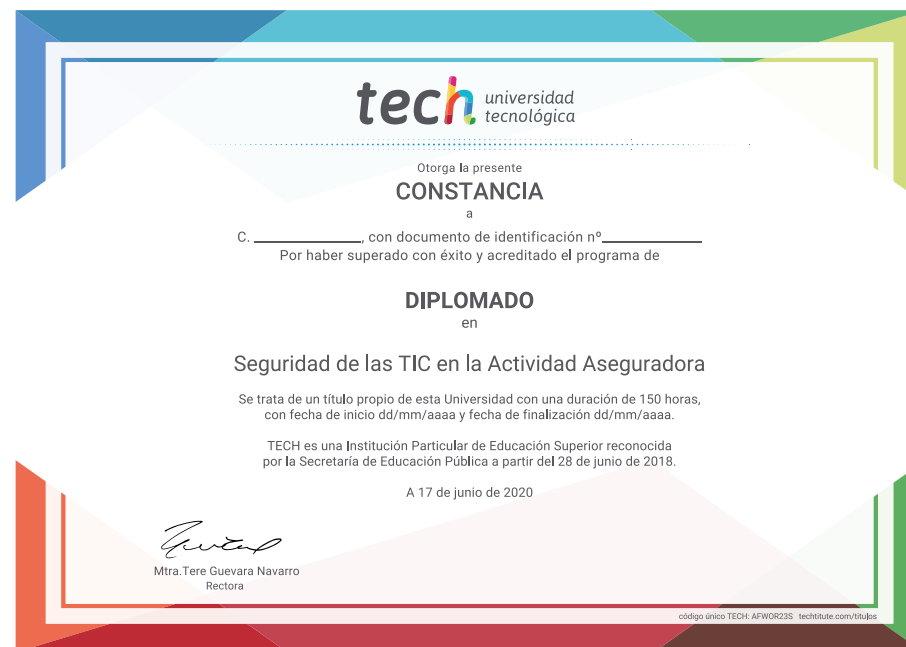 tech universidad
tecnológica
Otorga la presente
CONSTANCIA
a
C. ____________, con documento de identificación nº____________
Por haber superado con éxito y acreditado el programa de
DIPLOMADO
en
Seguridad de las TIC en la Actividad Aseguradora
Se trata de un título propio de esta Universidad con una duración de 150 horas,
con fecha de inicio dd/mm/aaaa y fecha de finalización dd/mm/aaaa.
TECH es una Institución Particular de Educación Superior reconocida
por la Secretaría de Educación Pública a partir del 28 de junio de 2018.
A 17 de junio de 2020
Mtra.Tere Guevara Navarro
Rectora
código único TECH: AFWOR23S techtitute.com/títulos